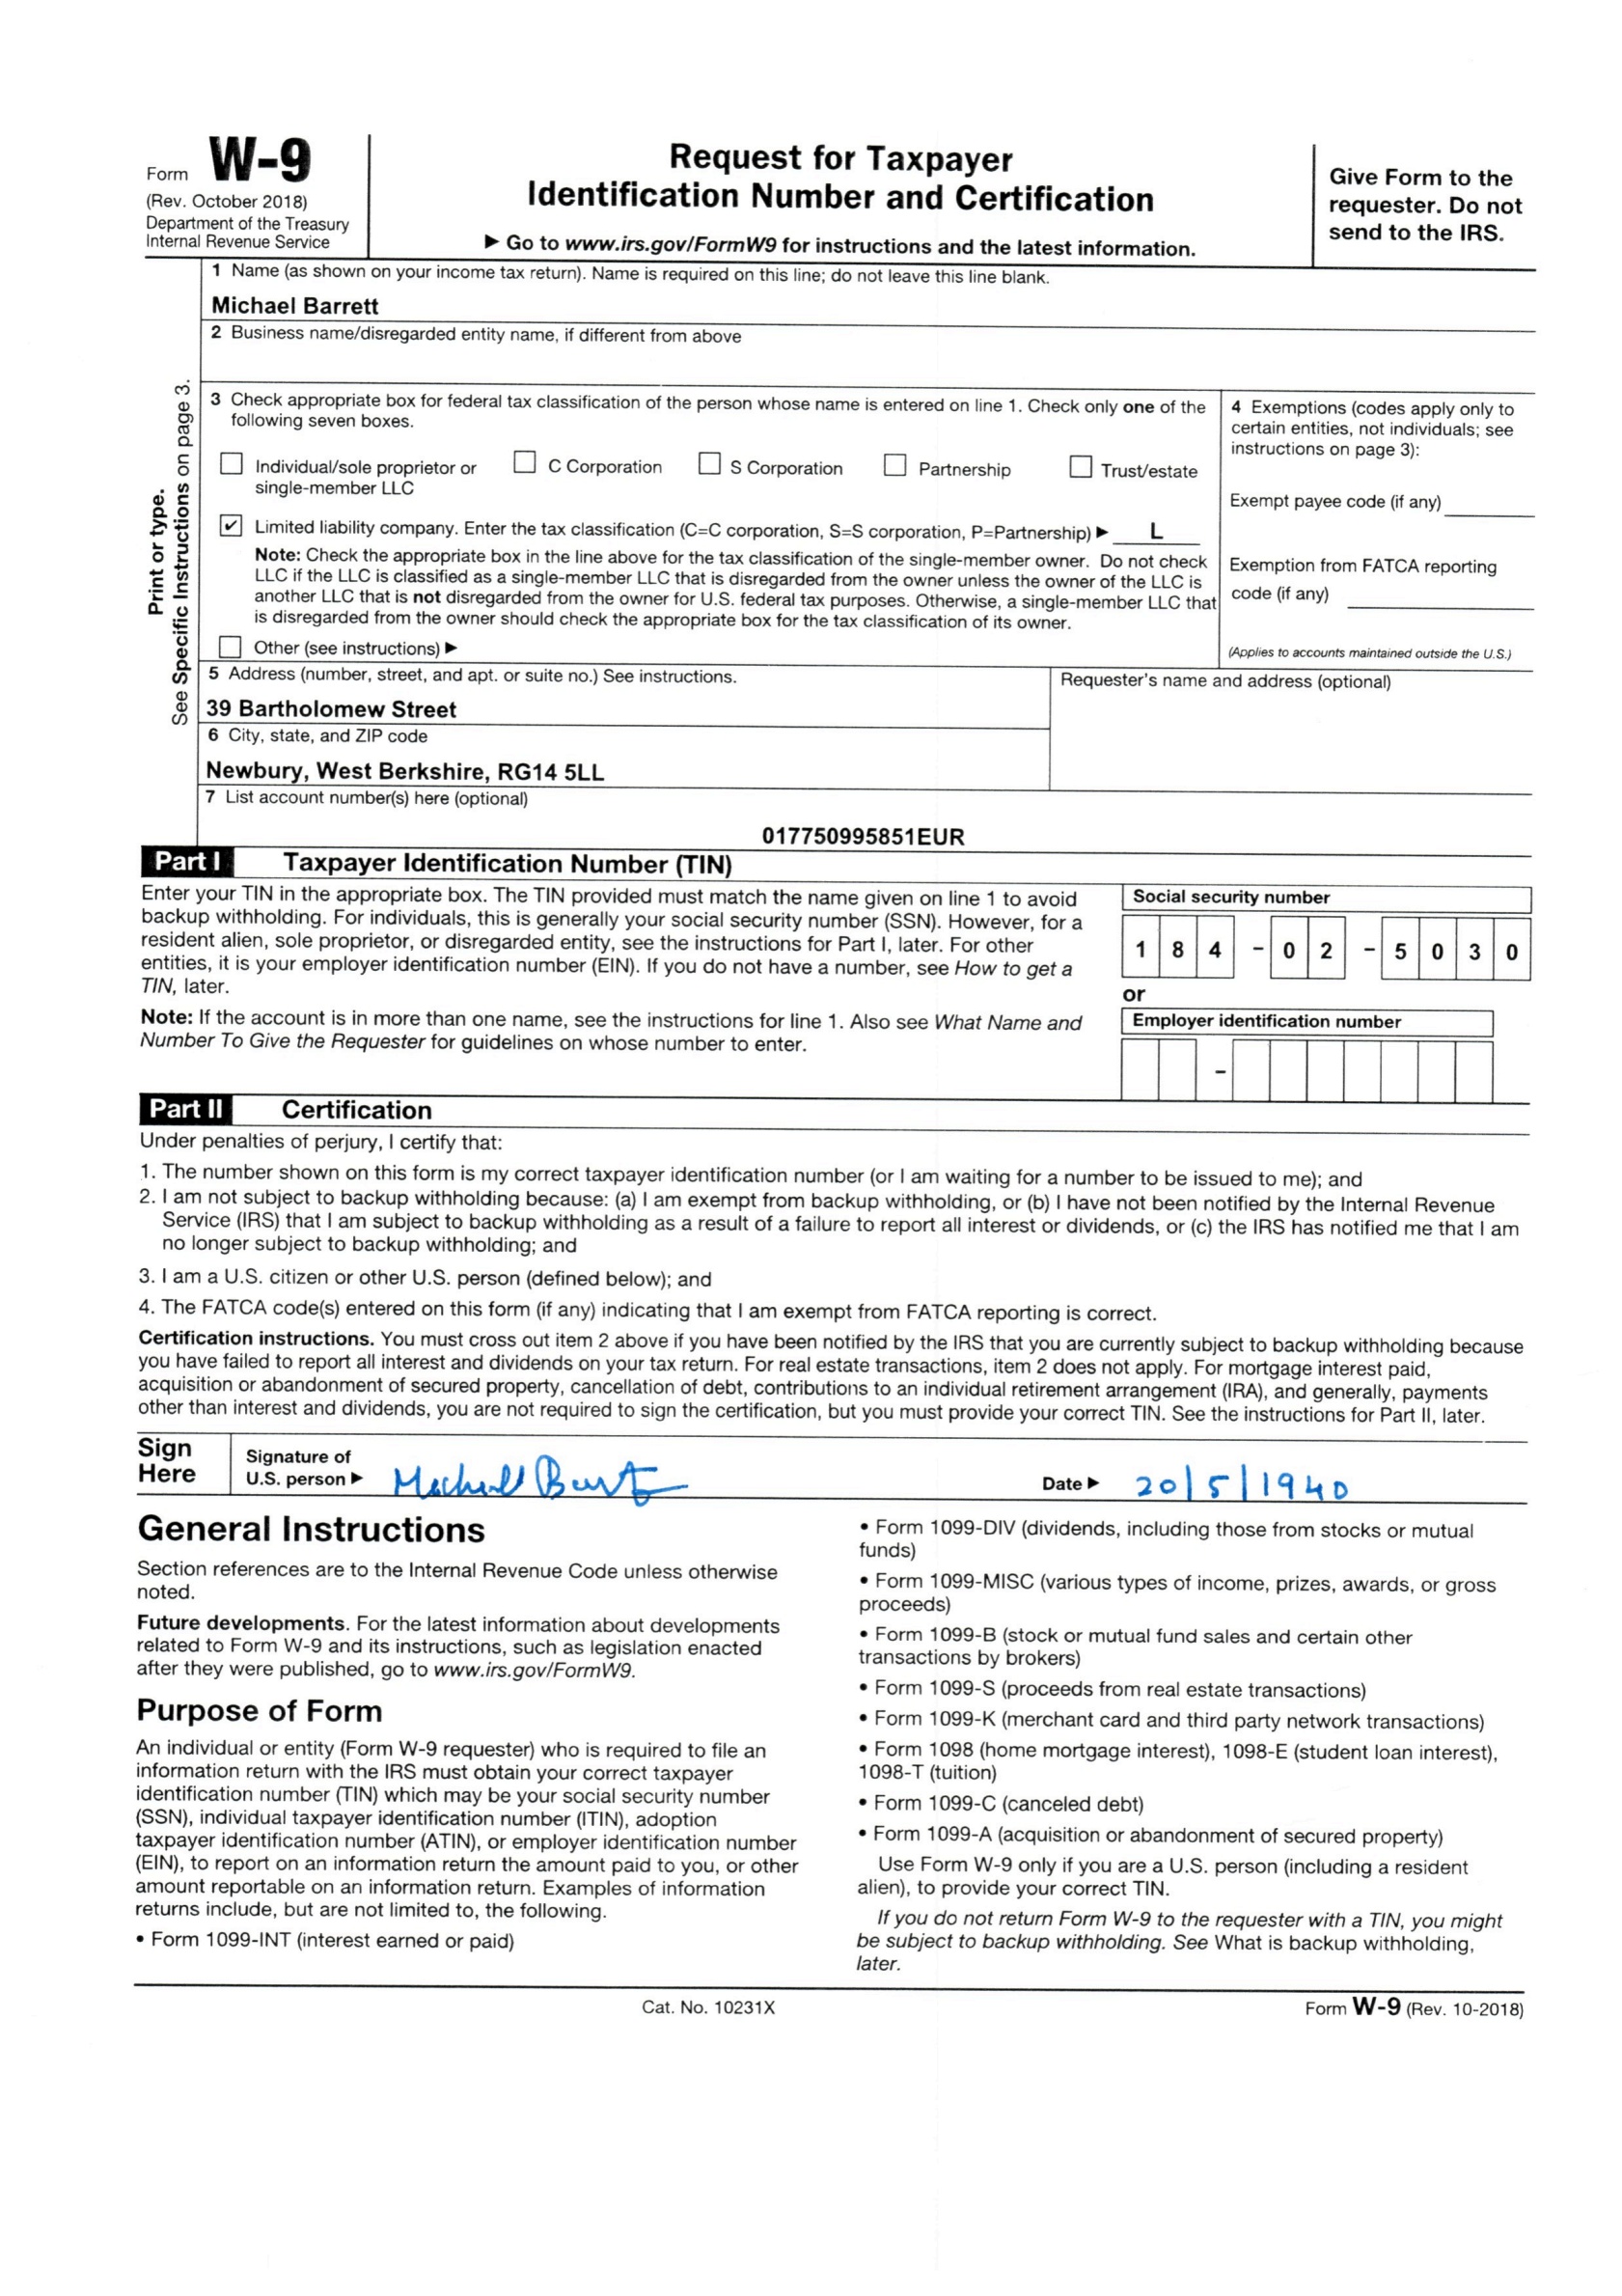 Form W-9
(Rev. October 2018)
Department of the Treasury
Internal Revenue Service
Request for Taxpayer
Identification Number and Certification
▶ Go to www.irs.gov/FormW9 for instructions and the latest information.
Give Form to the
requester. Do not
send to the IRS.
Print or type.
See Specific Instructions on page 3.
1 Name (as shown on your income tax return). Name is required on this line; do not leave this line blank.
Michael Barrett
2 Business name/disregarded entity name, if different from above
3 Check appropriate box for federal tax classification of the person whose name is entered on line 1. Check only one of the
following seven boxes.
☐ Individual/sole proprietor or ☐ C Corporation ☐ S Corporation ☐ Partnership ☐ Trust/estate
single-member LLC
☑ Limited liability company. Enter the tax classification (C=C corporation, S=S corporation, P=Partnership) ▶ L
Note: Check the appropriate box in the line above for the tax classification of the single-member owner. Do not check
LLC if the LLC is classified as a single-member LLC that is disregarded from the owner unless the owner of the LLC is
another LLC that is not disregarded from the owner for U.S. federal tax purposes. Otherwise, a single-member LLC that
is disregarded from the owner should check the appropriate box for the tax classification of its owner.
☐ Other (see instructions) ▶
4 Exemptions (codes apply only to
certain entities, not individuals; see
instructions on page 3):
Exempt payee code (if any)
Exemption from FATCA reporting
code (if any)
(Applies to accounts maintained outside the U.S.)
5 Address (number, street, and apt. or suite no.) See instructions.
39 Bartholomew Street
6 City, state, and ZIP code
Newbury, West Berkshire, RG14 5LL
Requester's name and address (optional)
7 List account number(s) here (optional)
017750995851EUR
Part I Taxpayer Identification Number (TIN)
Enter your TIN in the appropriate box. The TIN provided must match the name given on line 1 to avoid
backup withholding. For individuals, this is generally your social security number (SSN). However, for a
resident alien, sole proprietor, or disregarded entity, see the instructions for Part I, later. For other
entities, it is your employer identification number (EIN). If you do not have a number, see How to get a
TIN, later.
Note: If the account is in more than one name, see the instructions for line 1. Also see What Name and
Number To Give the Requester for guidelines on whose number to enter.
Social security number
1 8 4 - 0 2 - 5 0 3 0
or
Employer identification number
-
Part II Certification
Under penalties of perjury, I certify that:
1. The number shown on this form is my correct taxpayer identification number (or I am waiting for a number to be issued to me); and
2. I am not subject to backup withholding because: (a) I am exempt from backup withholding, or (b) I have not been notified by the Internal Revenue
Service (IRS) that I am subject to backup withholding as a result of a failure to report all interest or dividends, or (c) the IRS has notified me that I am
no longer subject to backup withholding; and
3. I am a U.S. citizen or other U.S. person (defined below); and
4. The FATCA code(s) entered on this form (if any) indicating that I am exempt from FATCA reporting is correct.
Certification instructions. You must cross out item 2 above if you have been notified by the IRS that you are currently subject to backup withholding because
you have failed to report all interest and dividends on your tax return. For real estate transactions, item 2 does not apply. For mortgage interest paid,
acquisition or abandonment of secured property, cancellation of debt, contributions to an individual retirement arrangement (IRA), and generally, payments
other than interest and dividends, you are not required to sign the certification, but you must provide your correct TIN. See the instructions for Part II, later.
Sign
Here
Signature of
U.S. person ▶
Date ▶ 20/5/1940
General Instructions
Section references are to the Internal Revenue Code unless otherwise
noted.
Future developments. For the latest information about developments
related to Form W-9 and its instructions, such as legislation enacted
after they were published, go to www.irs.gov/FormW9.
Purpose of Form
An individual or entity (Form W-9 requester) who is required to file an
information return with the IRS must obtain your correct taxpayer
identification number (TIN) which may be your social security number
(SSN), individual taxpayer identification number (ITIN), adoption
taxpayer identification number (ATIN), or employer identification number
(EIN), to report on an information return the amount paid to you, or other
amount reportable on an information return. Examples of information
returns include, but are not limited to, the following.
• Form 1099-INT (interest earned or paid)
• Form 1099-DIV (dividends, including those from stocks or mutual
funds)
• Form 1099-MISC (various types of income, prizes, awards, or gross
proceeds)
• Form 1099-B (stock or mutual fund sales and certain other
transactions by brokers)
• Form 1099-S (proceeds from real estate transactions)
• Form 1099-K (merchant card and third party network transactions)
• Form 1098 (home mortgage interest), 1098-E (student loan interest),
1098-T (tuition)
• Form 1099-C (canceled debt)
• Form 1099-A (acquisition or abandonment of secured property)
Use Form W-9 only if you are a U.S. person (including a resident
alien), to provide your correct TIN.
If you do not return Form W-9 to the requester with a TIN, you might
be subject to backup withholding. See What is backup withholding,
later.
Cat. No. 10231X
Form W-9 (Rev. 10-2018)